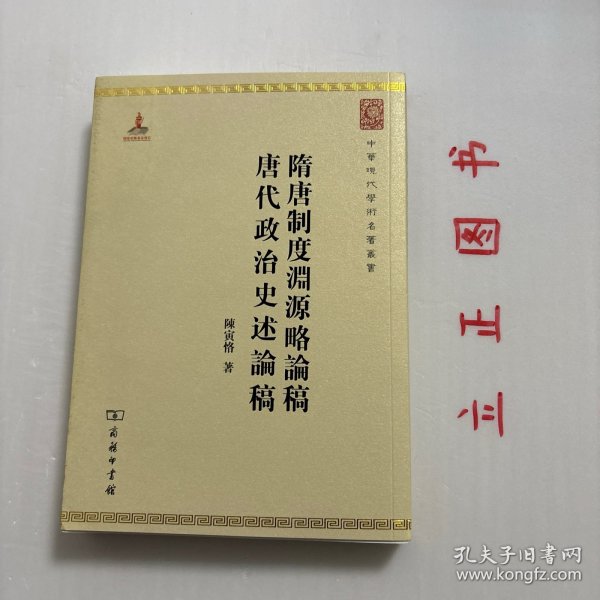 中華現代學術名著叢書
隋唐制度淵源略論稿
唐代政治史述論稿
陳寅恪 著
商務印書館
正图书
孔夫子旧书网
www.kongfz.com